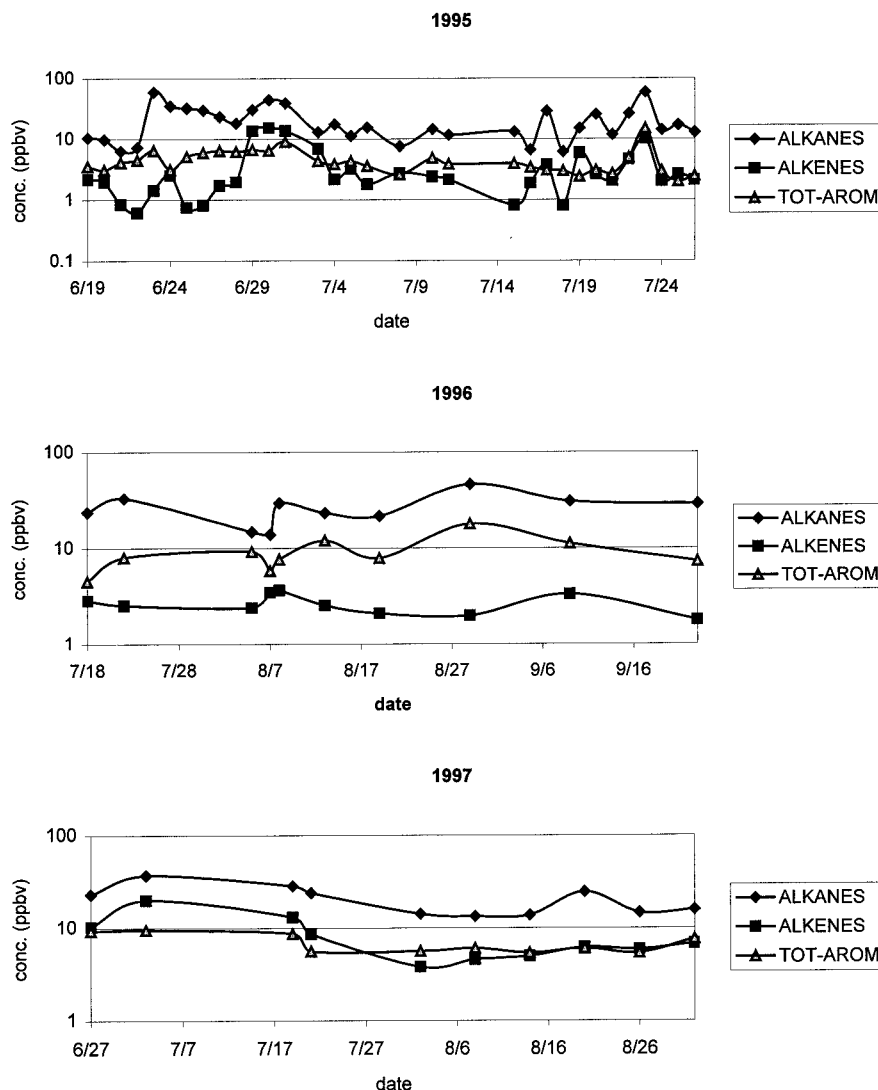 1995
100
10
1
0.1
conc. (ppbv)
6/19 6/24 6/29 7/4 7/9 7/14 7/19 7/24
date
ALKANES
ALKENES
TOT-AROM
1996
100
10
1
conc. (ppbv)
7/18 7/28 8/7 8/17 8/27 9/6 9/16
date
ALKANES
ALKENES
TOT-AROM
1997
100
10
1
conc. (ppbv)
6/27 7/7 7/17 7/27 8/6 8/16 8/26
date
ALKANES
ALKENES
TOT-AROM